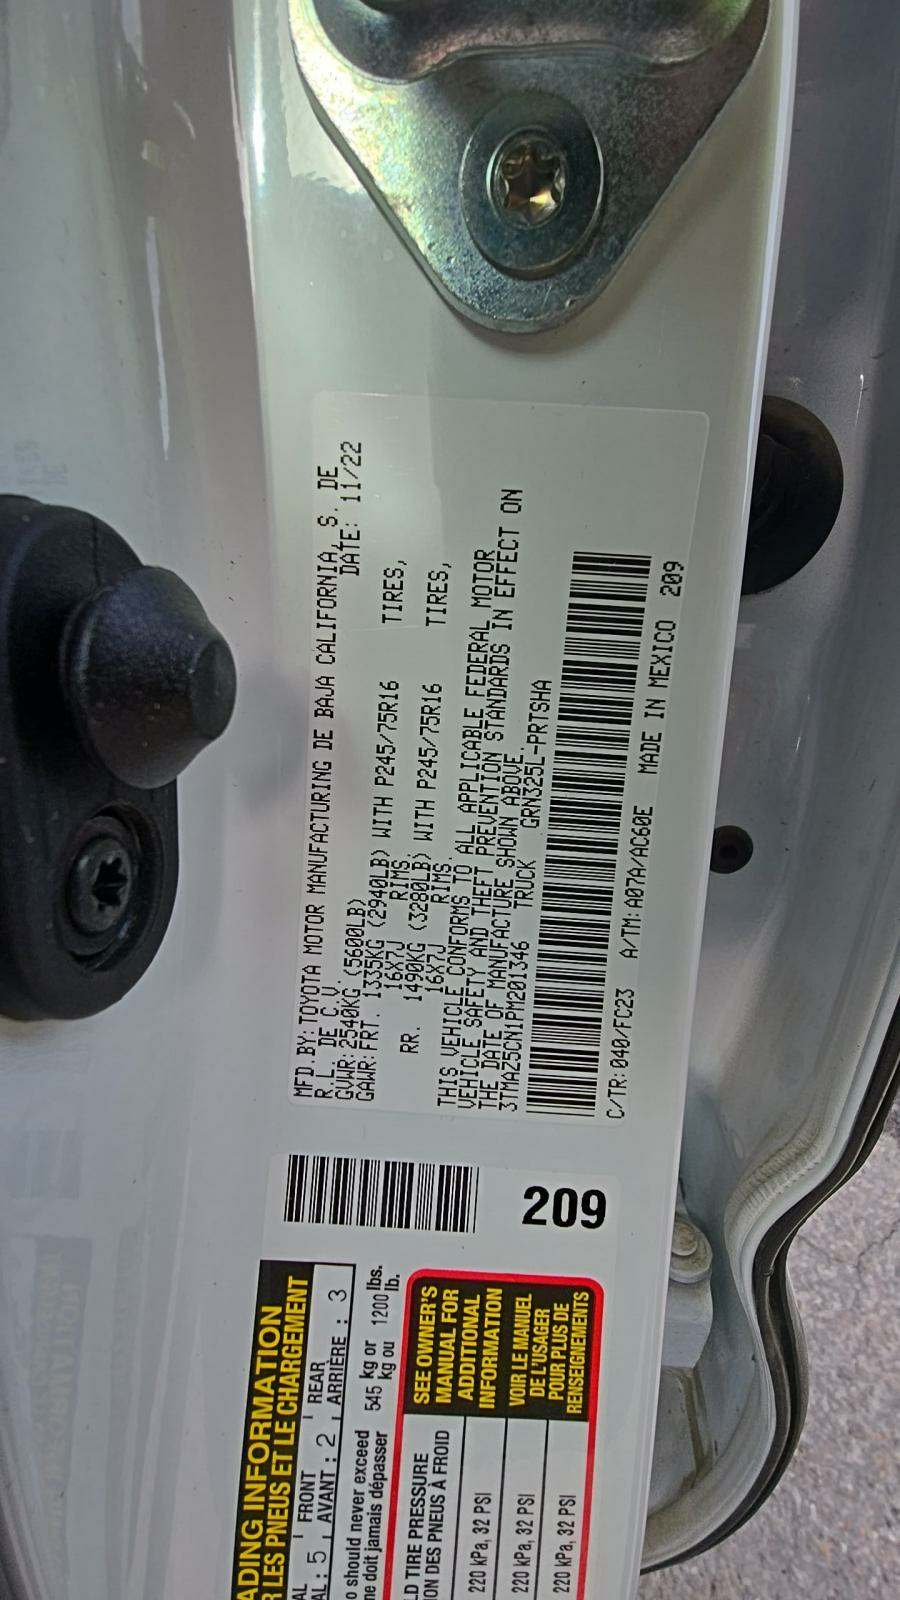 MFD.BY: TOYOTA MOTOR MANUFACTURING DE BAJA CALIFORNIA, S. DE
R.L. DE C.V. DATE: 11/22
GVWR: 2540KG (5600LB)
GAWR: FRT. 1335KG (2940LB) WITH P245/75R16 TIRES,
16X7J RIMS.
RR. 1490KG (3280LB) WITH P245/75R16 TIRES,
16X7J RIMS.
THIS VEHICLE CONFORMS TO ALL APPLICABLE FEDERAL MOTOR
VEHICLE SAFETY AND THEFT PREVENTION STANDARDS IN EFFECT ON
THE DATE OF MANUFACTURE SHOWN ABOVE.
3TMAZ5CN1PM201346 TRUCK GRN325L-PRTSHA
C/TR: 040/FC23 A/TM: A07A/AC60E MADE IN MEXICO 209
209
INFORMATION
LES PNEUS ET LE CHARGEMENT
FRONT REAR
5 AVANT : 2 ARRIÈRE : 3
should never exceed 545 kg or 1200 lbs.
ne doit jamais dépasser kg ou lb.
TIRE PRESSURE
DES PNEUS À FROID
SEE OWNER'S
MANUAL FOR
ADDITIONAL
INFORMATION
220 kPa, 32 PSI
VOIR LE MANUEL
DE L'USAGER
POUR PLUS DE
RENSEIGNEMENTS
220 kPa, 32 PSI
220 kPa, 32 PSI